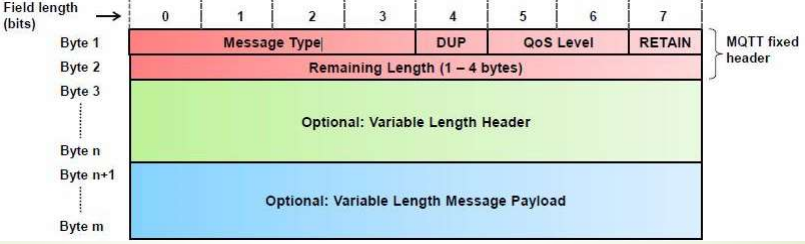 Field length (bits)
0 1 2 3 4 5 6 7
Byte 1 Message Type DUP QoS Level RETAIN MQTT fixed header
Byte 2 Remaining Length (1 – 4 bytes)
Byte 3
Optional: Variable Length Header
Byte n
Byte n+1
Optional: Variable Length Message Payload
Byte m